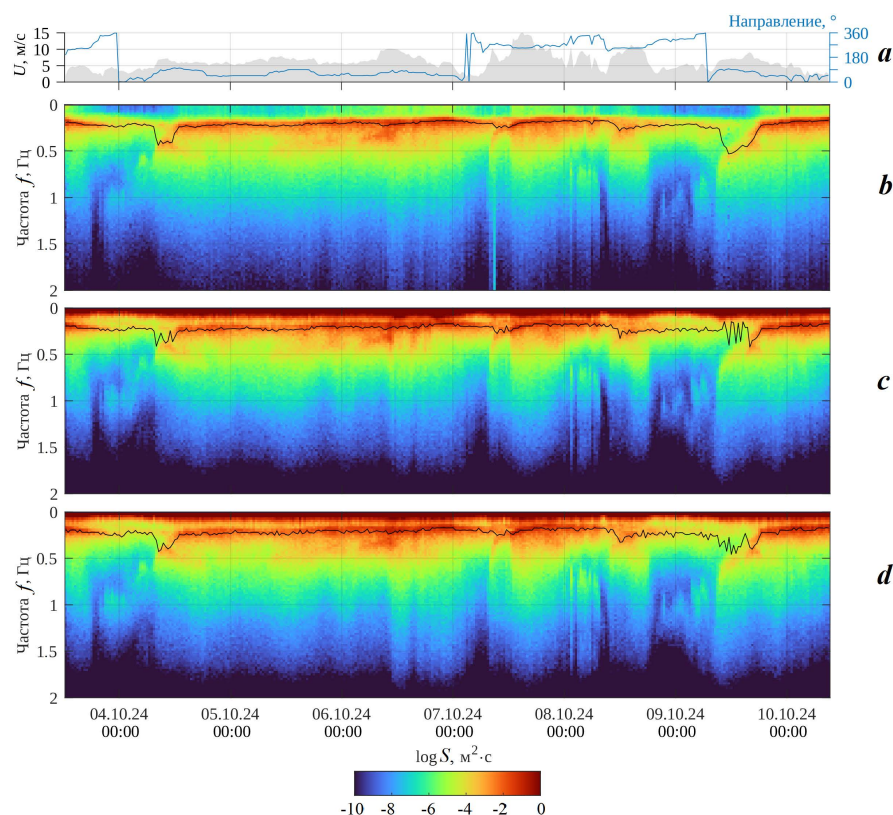 Направление, °
U, м/с
15
10
5
0
360
180
0
a
Частота f, Гц
0
0.5
1
1.5
2
b
Частота f, Гц
0
0.5
1
1.5
2
c
Частота f, Гц
0
0.5
1
1.5
2
d
04.10.24 05.10.24 06.10.24 07.10.24 08.10.24 09.10.24 10.10.24
00:00 00:00 00:00 00:00 00:00 00:00 00:00
log S, м²·с
-10 -8 -6 -4 -2 0